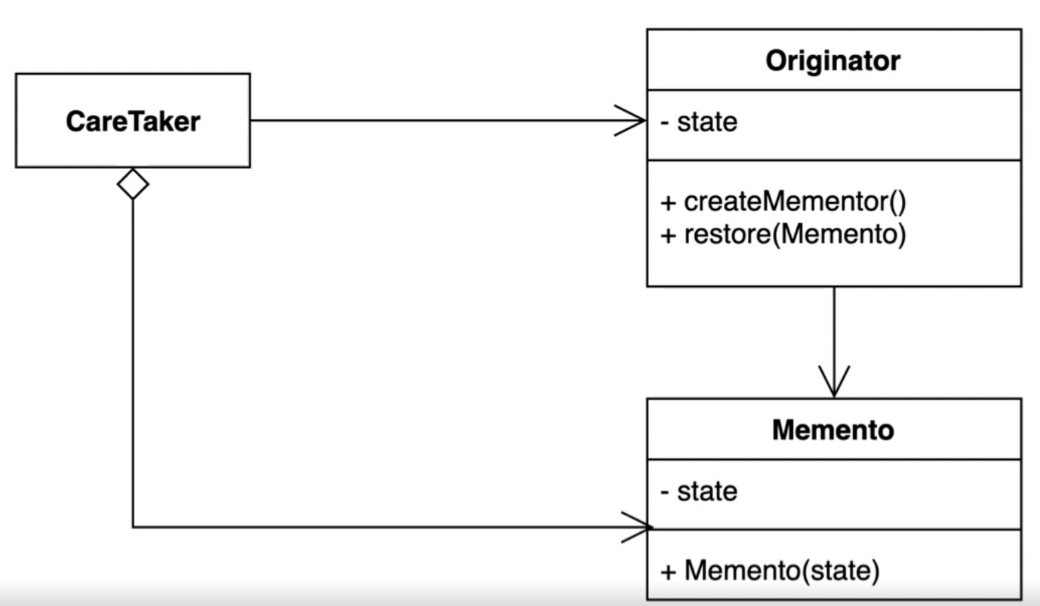 CareTaker
Originator
- state
+ createMementor()
+ restore(Memento)
Memento
- state
+ Memento(state)